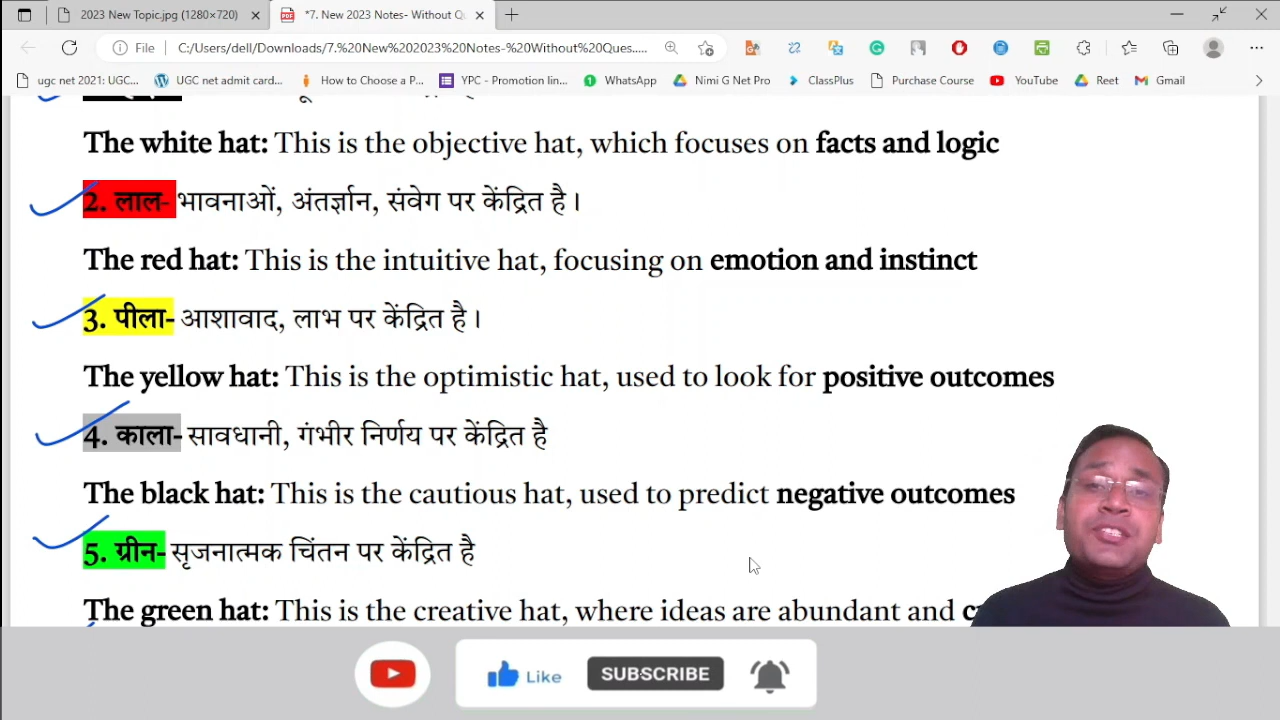 2023 New Topic.jpg (1280×720)
*7. New 2023 Notes- Without Q
File
C:/Users/dell/Downloads/7.%20New%202023%20Notes-%20Without%20Ques....
ugc net 2021: UGC...
UGC net admit card...
How to Choose a P...
YPC - Promotion lin...
WhatsApp
Nimi G Net Pro
ClassPlus
Purchase Course
YouTube
Reet
Gmail
The white hat: This is the objective hat, which focuses on facts and logic
2. लाल- भावनाओं, अंतर्ज्ञान, संवेग पर केंद्रित है।
The red hat: This is the intuitive hat, focusing on emotion and instinct
3. पीला- आशावाद, लाभ पर केंद्रित है।
The yellow hat: This is the optimistic hat, used to look for positive outcomes
4. काला- सावधानी, गंभीर निर्णय पर केंद्रित है
The black hat: This is the cautious hat, used to predict negative outcomes
5. ग्रीन- सृजनात्मक चिंतन पर केंद्रित है
The green hat: This is the creative hat, where ideas are abundant and
Like
SUBSCRIBE